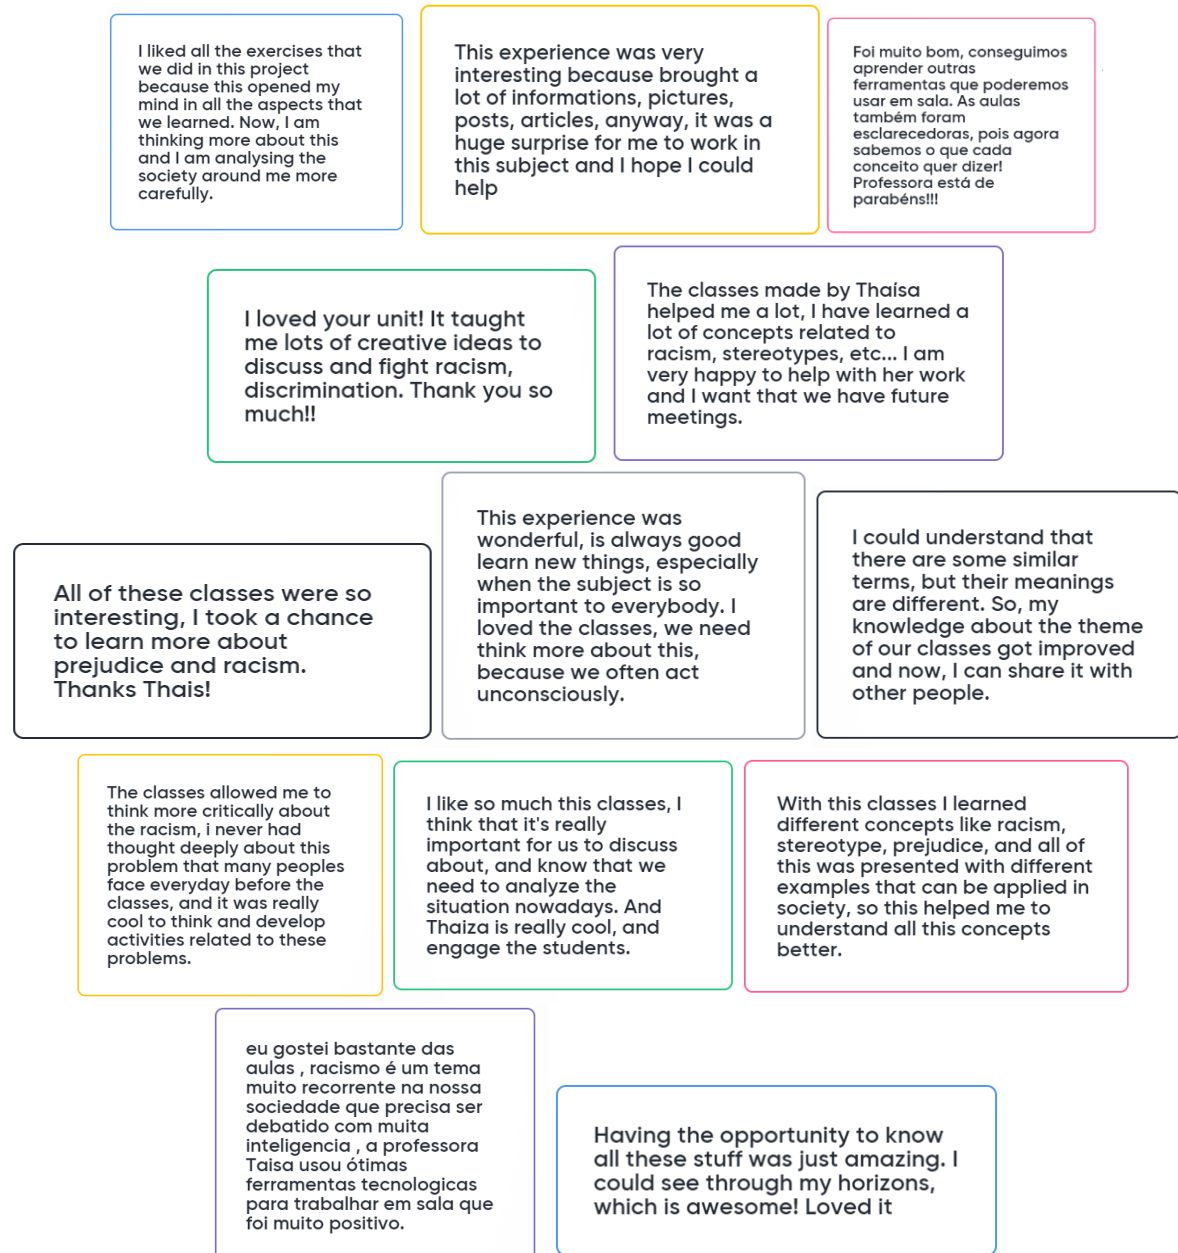 I liked all the exercises that
we did in this project
because this opened my
mind in all the aspects that
we learned. Now, I am
thinking more about this
and I am analysing the
society around me more
carefully.
This experience was very
interesting because brought a
lot of informations, pictures,
posts, articles, anyway, it was a
huge surprise for me to work in
this subject and I hope I could
help
Foi muito bom, conseguimos
aprender outras
ferramentas que poderemos
usar em sala. As aulas
também foram
esclarecedoras, pois agora
sabemos o que cada
conceito quer dizer!
Professora está de
parabéns!!!
I loved your unit! It taught
me lots of creative ideas to
discuss and fight racism,
discrimination. Thank you so
much!!
The classes made by Thaísa
helped me a lot, I have learned a
lot of concepts related to
racism, stereotypes, etc... I am
very happy to help with her work
and I want that we have future
meetings.
All of these classes were so
interesting, I took a chance
to learn more about
prejudice and racism.
Thanks Thais!
This experience was
wonderful, is always good
learn new things, especially
when the subject is so
important to everybody. I
loved the classes, we need
think more about this,
because we often act
unconsciously.
I could understand that
there are some similar
terms, but their meanings
are different. So, my
knowledge about the theme
of our classes got improved
and now, I can share it with
other people.
The classes allowed me to
think more critically about
the racism, i never had
thought deeply about this
problem that many peoples
face everyday before the
classes, and it was really
cool to think and develop
activities related to these
problems.
I like so much this classes, I
think that it's really
important for us to discuss
about, and know that we
need to analyze the
situation nowadays. And
Thaiza is really cool, and
engage the students.
With this classes I learned
different concepts like racism,
stereotype, prejudice, and all of
this was presented with different
examples that can be applied in
society, so this helped me to
understand all this concepts
better.
eu gostei bastante das
aulas , racismo é um tema
muito recorrente na nossa
sociedade que precisa ser
debatido com muita
inteligencia , a professora
Taisa usou ótimas
ferramentas tecnologicas
para trabalhar em sala que
foi muito positivo.
Having the opportunity to know
all these stuff was just amazing. I
could see through my horizons,
which is awesome! Loved it